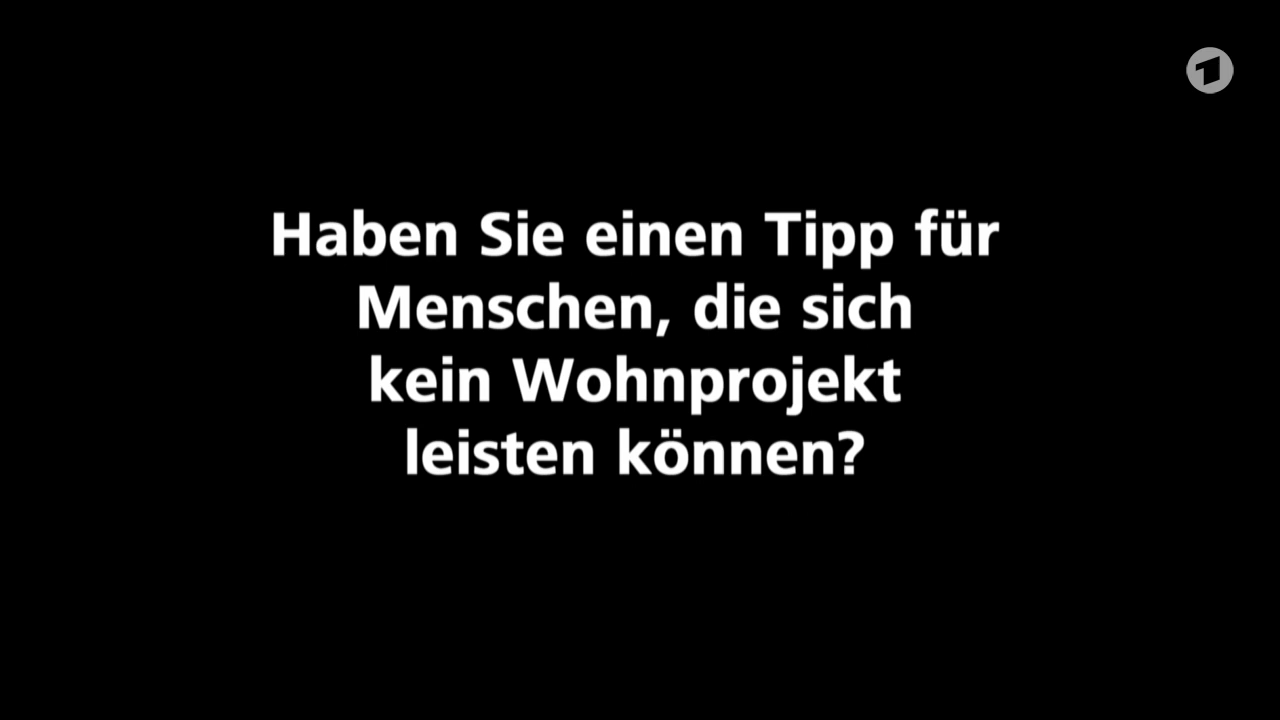 Haben Sie einen Tipp für
Menschen, die sich
kein Wohnprojekt
leisten können?